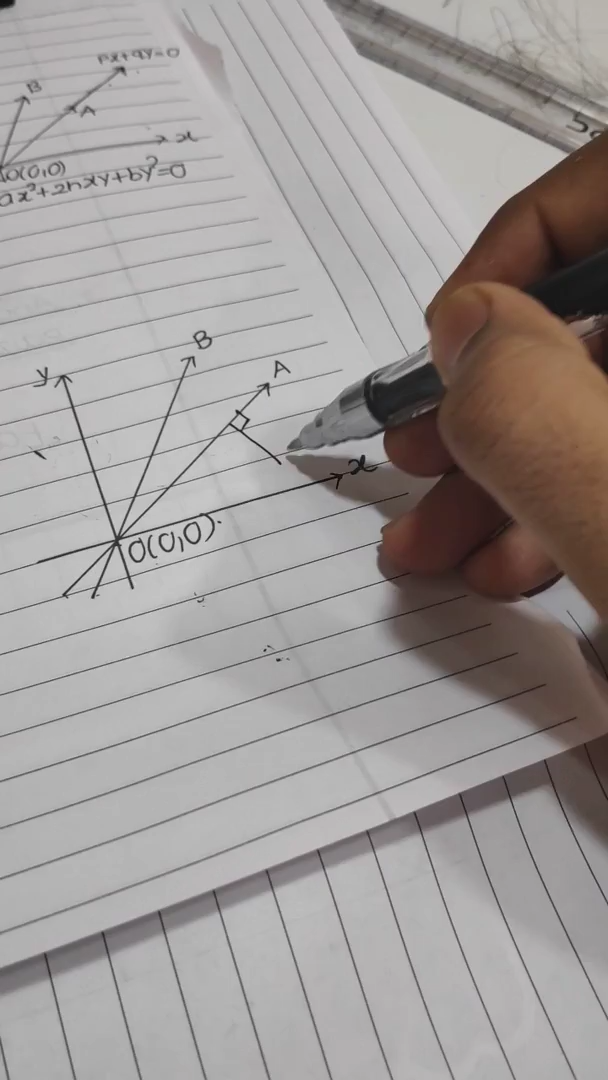 px+qy=0
B
A
x
O(0,0)
ax²+2hxy+by²=0
B
y
A
x
O(0,0)